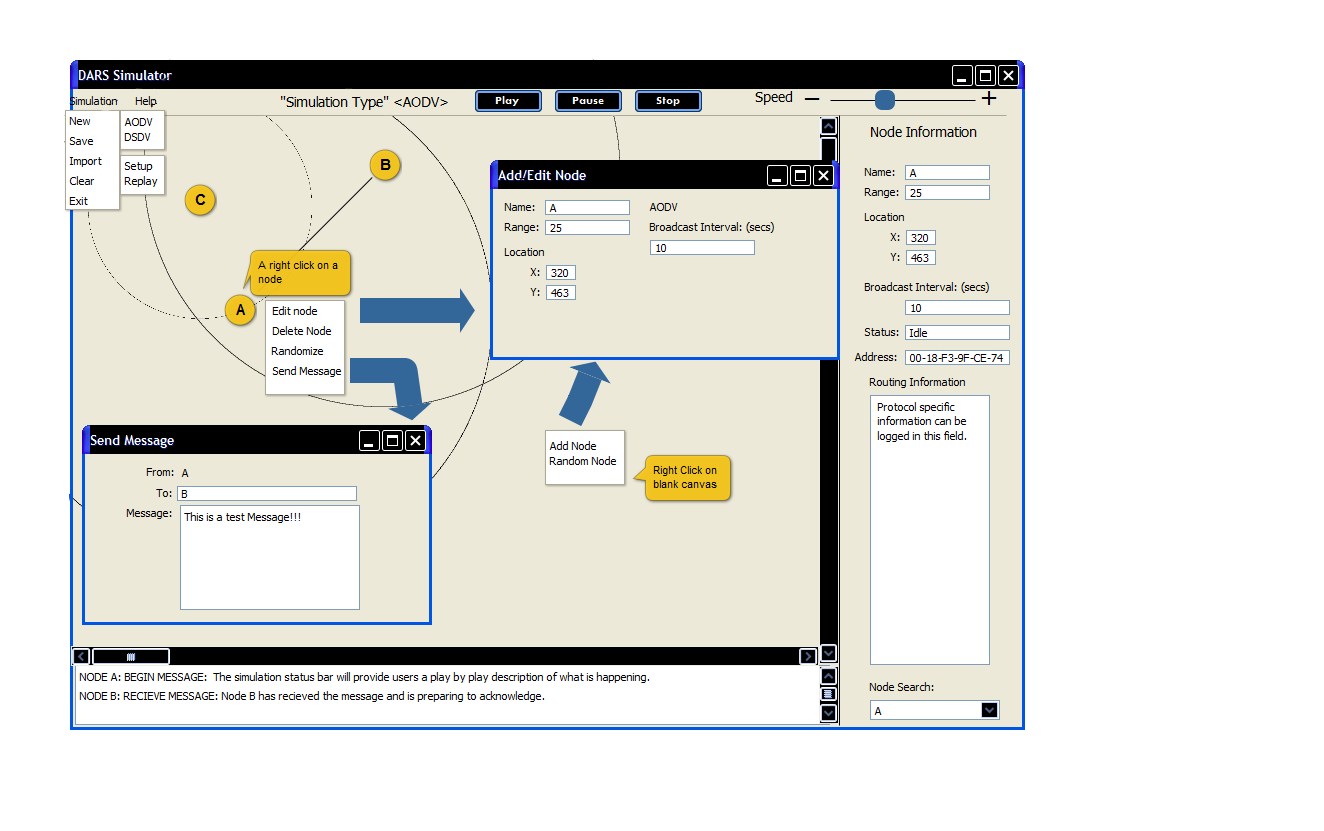 DARS Simulator
Simulation Help
"Simulation Type" <AODV>
Play
Pause
Stop
Speed
New
Save
Import
Clear
Exit
AODV
DSDV
Setup
Replay
B
C
A right click on a
node
A
Edit node
Delete Node
Randomize
Send Message
Add/Edit Node
Name: A
Range: 25
Location
X: 320
Y: 463
AODV
Broadcast Interval: (secs)
10
Add Node
Random Node
Right Click on
blank canvas
Send Message
From: A
To: B
Message: This is a test Message!!!
Node Information
Name: A
Range: 25
Location
X: 320
Y: 463
Broadcast Interval: (secs)
10
Status: Idle
Address: 00-18-F3-9F-CE-74
Routing Information
Protocol specific
information can be
logged in this field.
Node Search:
A
NODE A: BEGIN MESSAGE: The simulation status bar will provide users a play by play description of what is happening.
NODE B: RECIEVE MESSAGE: Node B has recieved the message and is preparing to acknowledge.